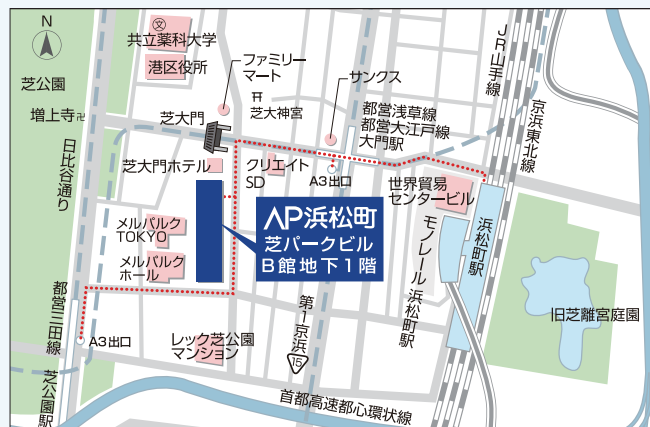 N
文
共立薬科大学
港区役所
芝公園
増上寺卍
日比谷通り
芝大門
ファミリー
マート
芝大神宮
サンクス
都営浅草線
都営大江戸線
大門駅
JR山手線
京浜東北線
芝大門ホテル
クリエイト
SD
A3出口
世界貿易
センタービル
メルパルク
TOKYO
メルパルク
ホール
AP浜松町
芝パークビル
B館地下1階
モノレール 浜松町駅
浜松町駅
旧芝離宮庭園
都営三田線 芝公園駅
A3出口
レック芝公園
マンション
第1京浜
15
首都高速都心環状線